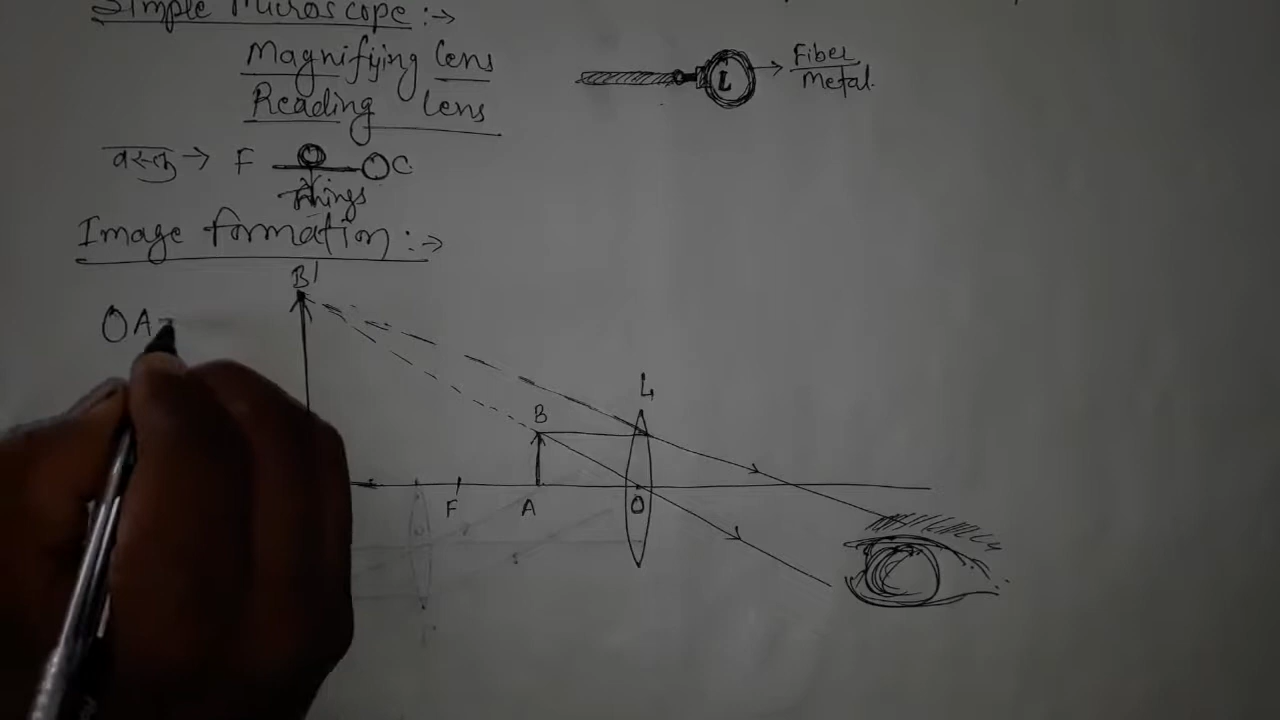 Simple Microscope :->
Magnifying lens
Reading lens
L → Fiber
Metal.
वस्तु → F O OC
Things
Image formation :->
B'
OA=
L
B
F A O